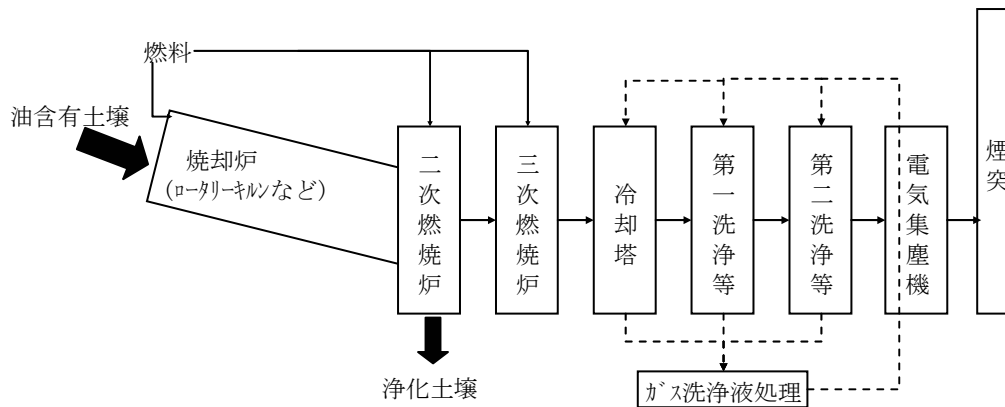 燃料
油含有土壌
焼却炉
(ﾛｰﾀﾘｰｷﾙﾝなど)
二次燃焼炉
三次燃焼炉
冷却塔
第一洗浄等
第二洗浄等
電気集塵機
煙突
浄化土壌
ｶﾞｽ洗浄液処理